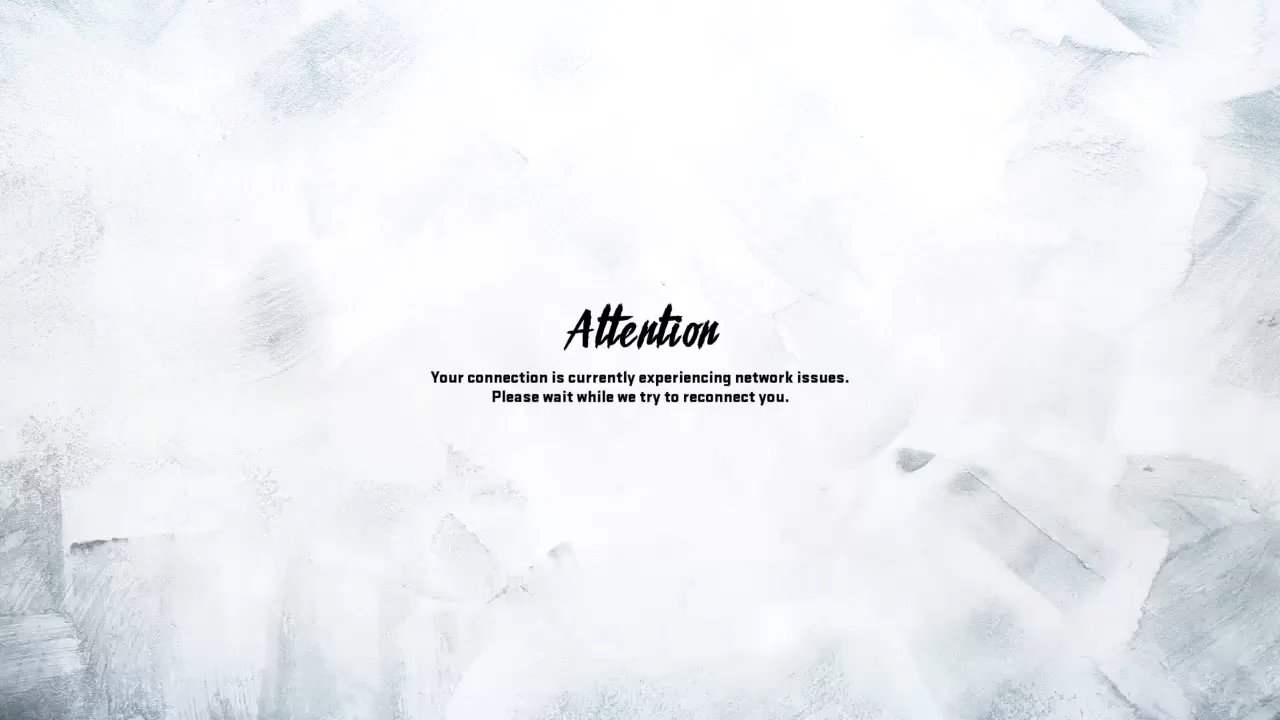 Attention
Your connection is currently experiencing network issues.
Please wait while we try to reconnect you.